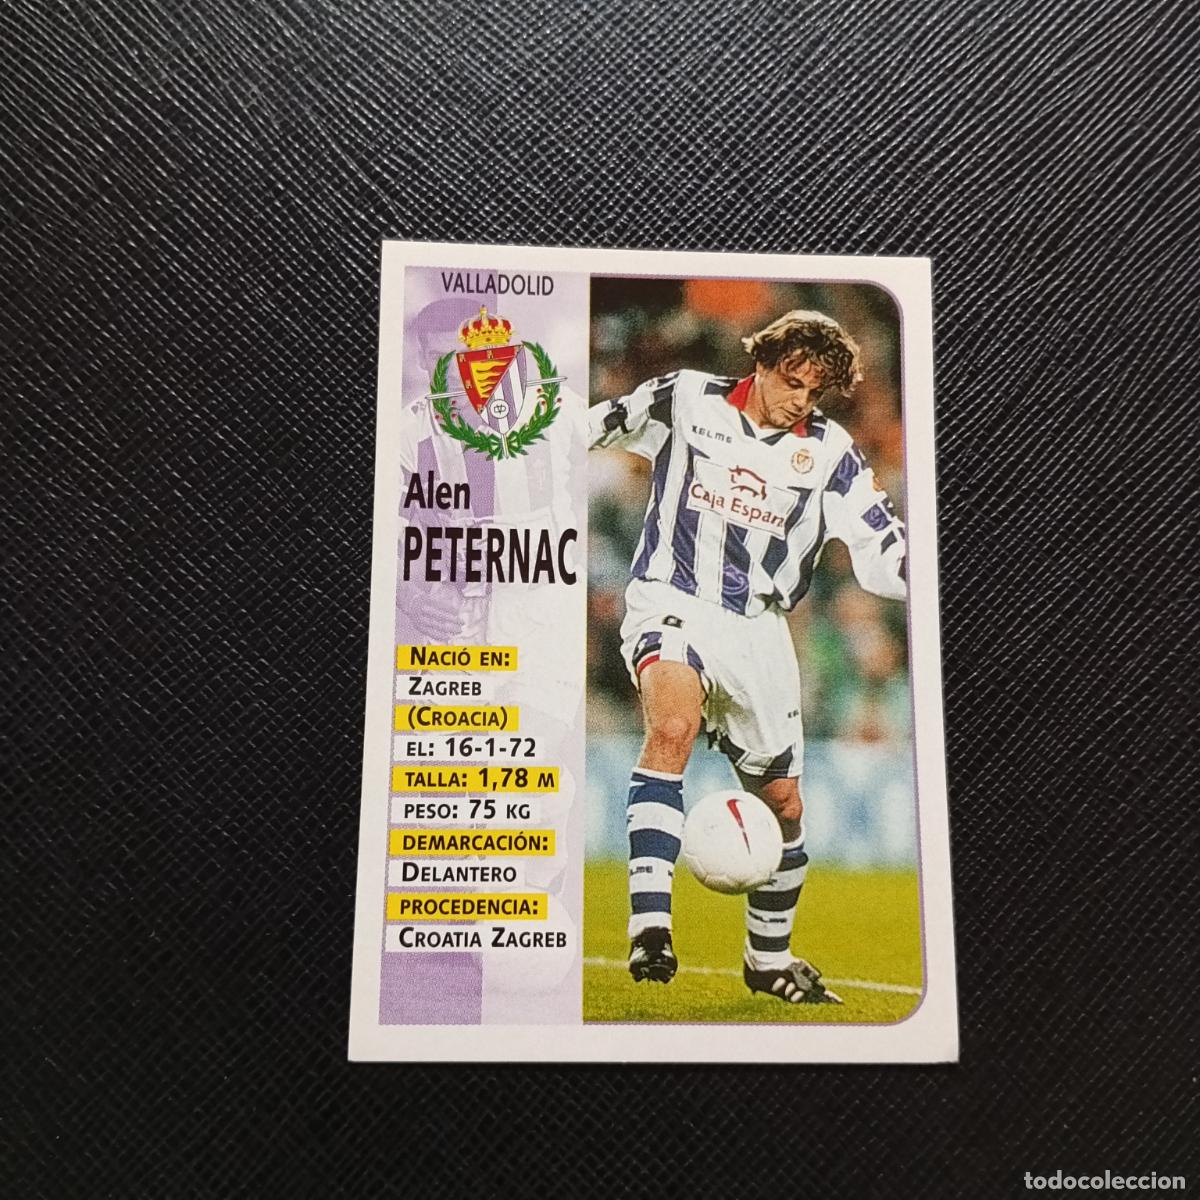 VALLADOLID
Alen
PETERNAC
NACIÓ EN:
ZAGREB
(CROACIA)
EL: 16-1-72
TALLA: 1,78 M
PESO: 75 KG
DEMARCACIÓN:
DELANTERO
PROCEDENCIA:
CROATIA ZAGREB
KELME
Caja España
todocoleccion